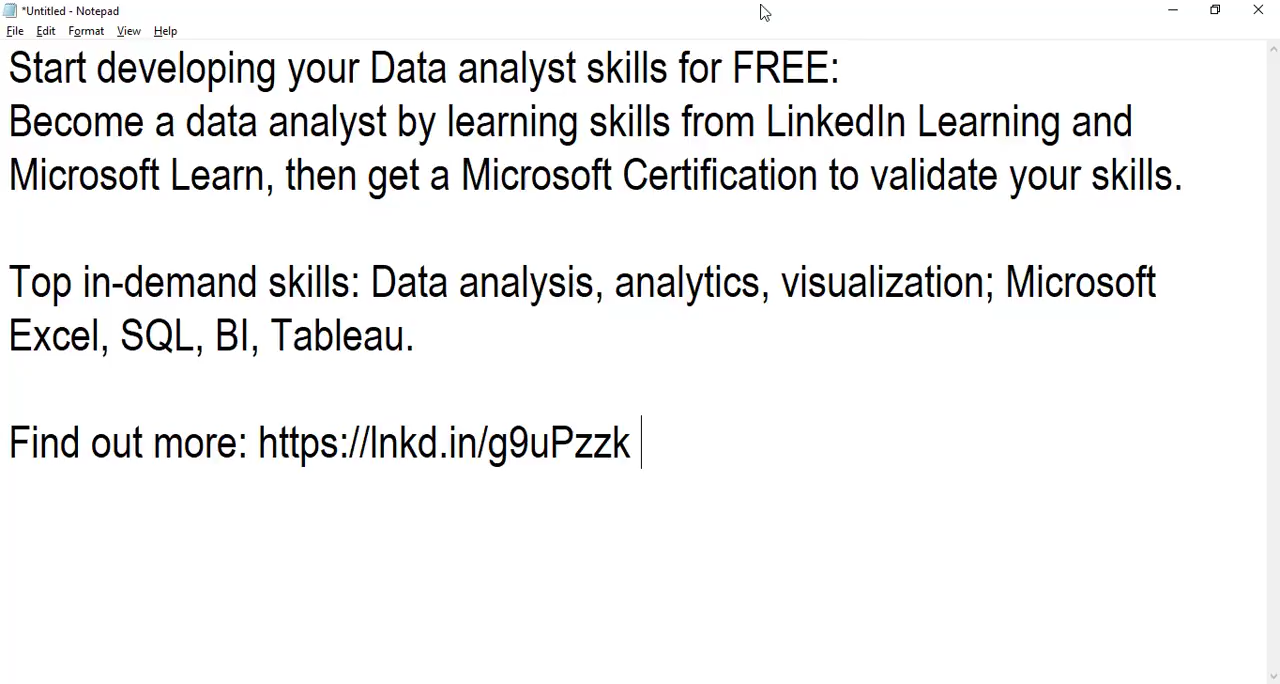 *Untitled - Notepad
File Edit Format View Help
Start developing your Data analyst skills for FREE:
Become a data analyst by learning skills from LinkedIn Learning and
Microsoft Learn, then get a Microsoft Certification to validate your skills.
Top in-demand skills: Data analysis, analytics, visualization; Microsoft
Excel, SQL, BI, Tableau.
Find out more: https://lnkd.in/g9uPzzk